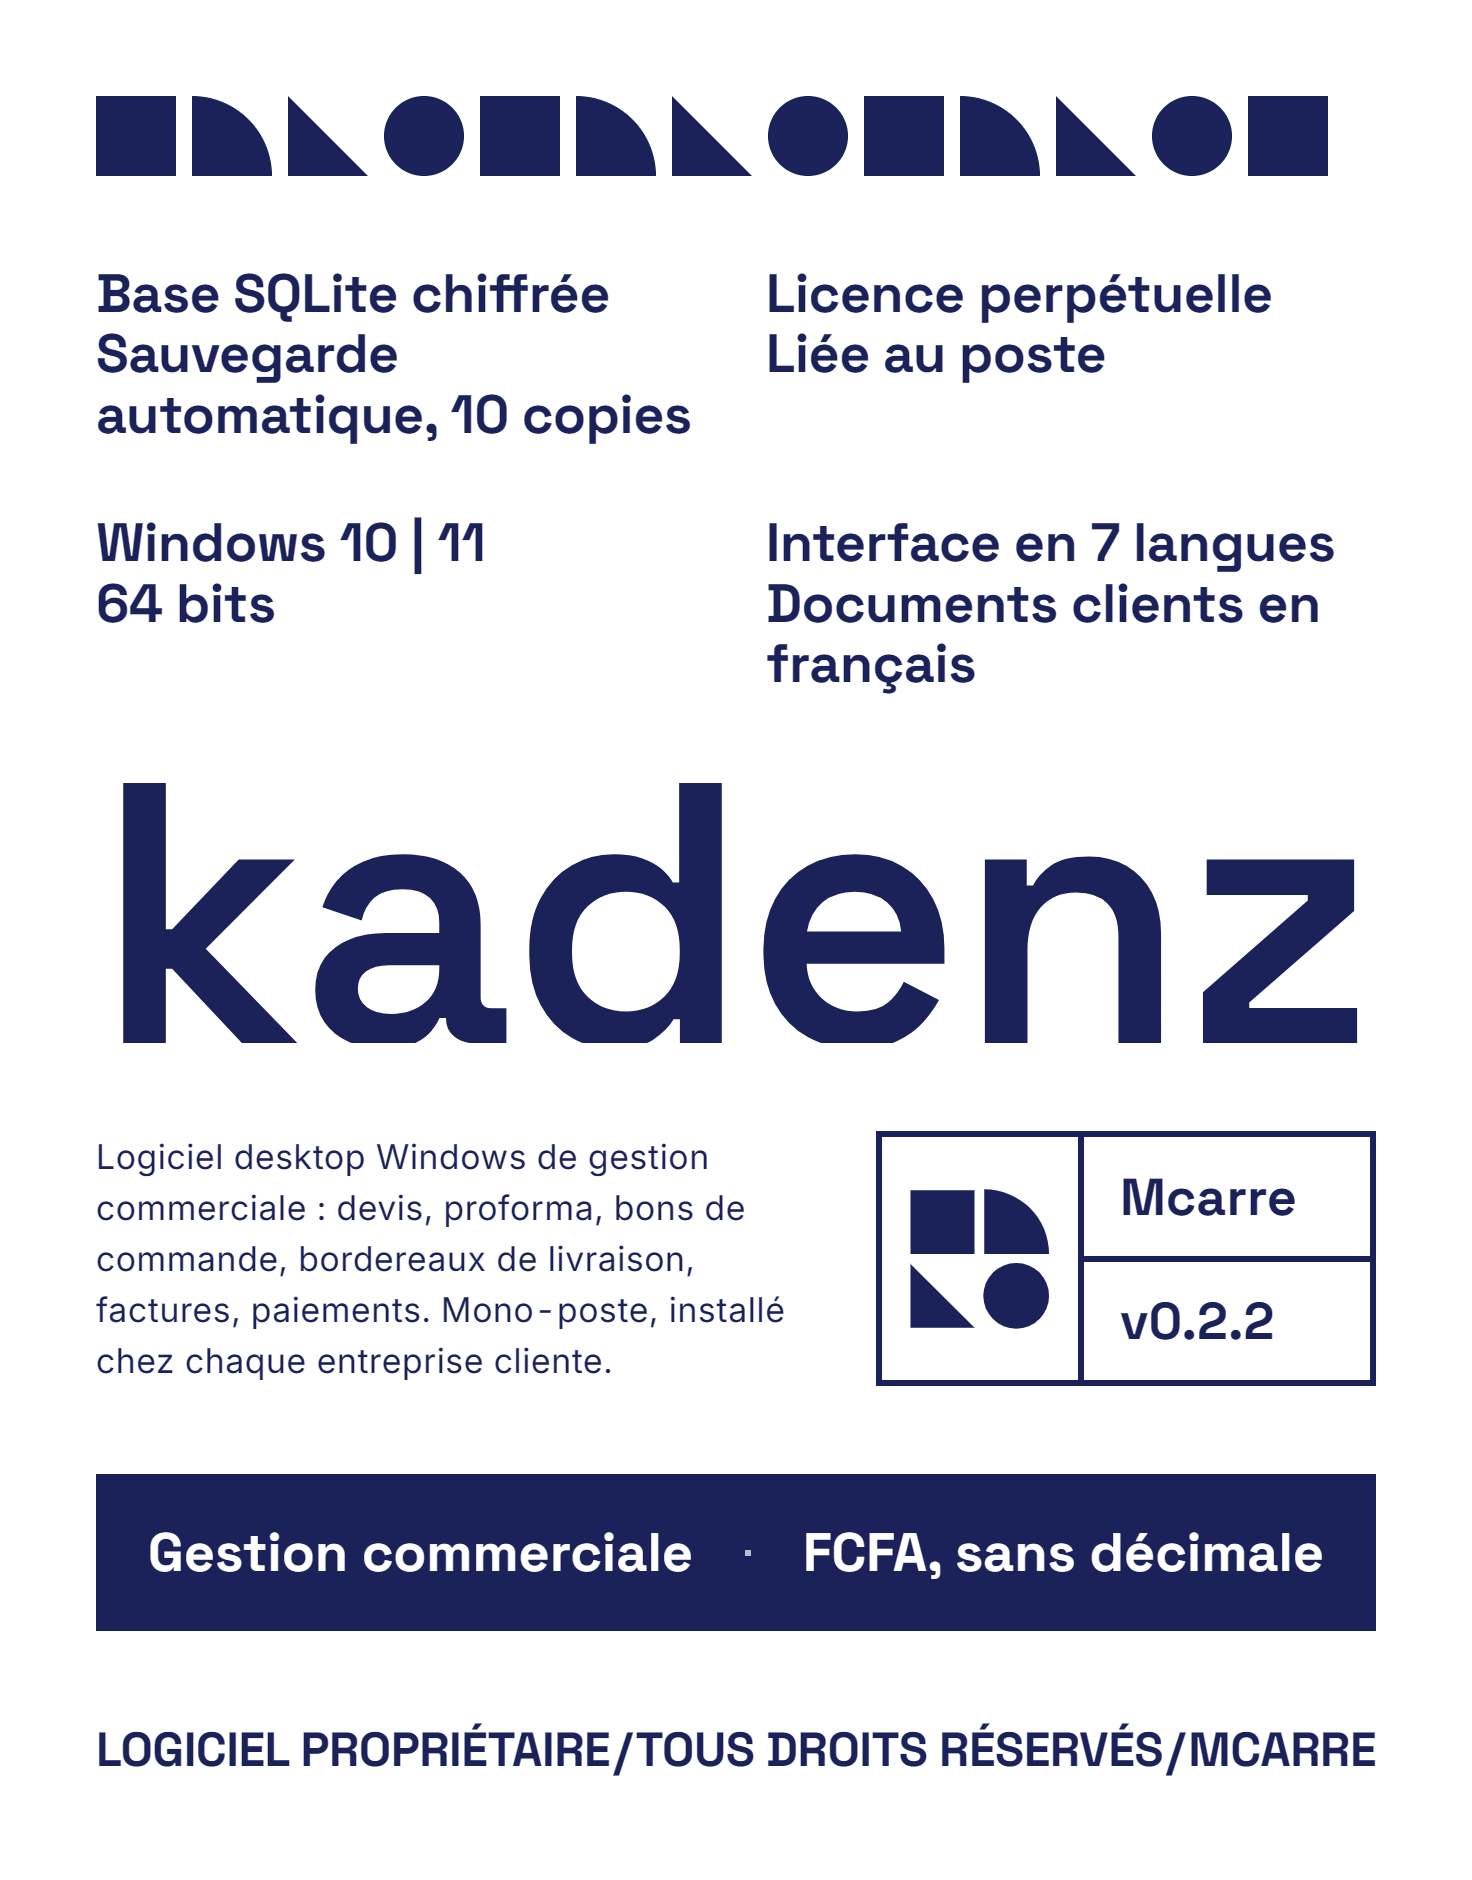 Base SQLite chiffrée
Sauvegarde
automatique, 10 copies
Licence perpétuelle
Liée au poste
Windows 10 | 11
64 bits
Interface en 7 langues
Documents clients en
français
kadenz
Logiciel desktop Windows de gestion
commerciale : devis, proforma, bons de
commande, bordereaux de livraison,
factures, paiements. Mono-poste, installé
chez chaque entreprise cliente.
Mcarre
v0.2.2
Gestion commerciale · FCFA, sans décimale
LOGICIEL PROPRIÉTAIRE/TOUS DROITS RÉSERVÉS/MCARRE